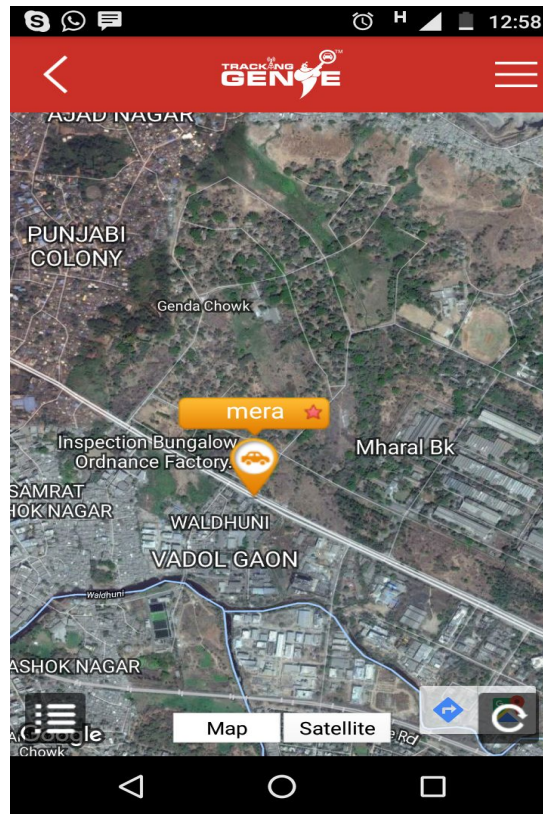 H
12:58
TRACKING
GENIE™
AJAD NAGAR
PUNJABI
COLONY
Genda Chowk
mera
Inspection Bungalow,
Ordnance Factory.
Mharal Bk
SAMRAT
HOK NAGAR
WALDHUNI
VADOL GAON
Waldhuni
ASHOK NAGAR
Google
Map
Satellite
Rd
Chowk